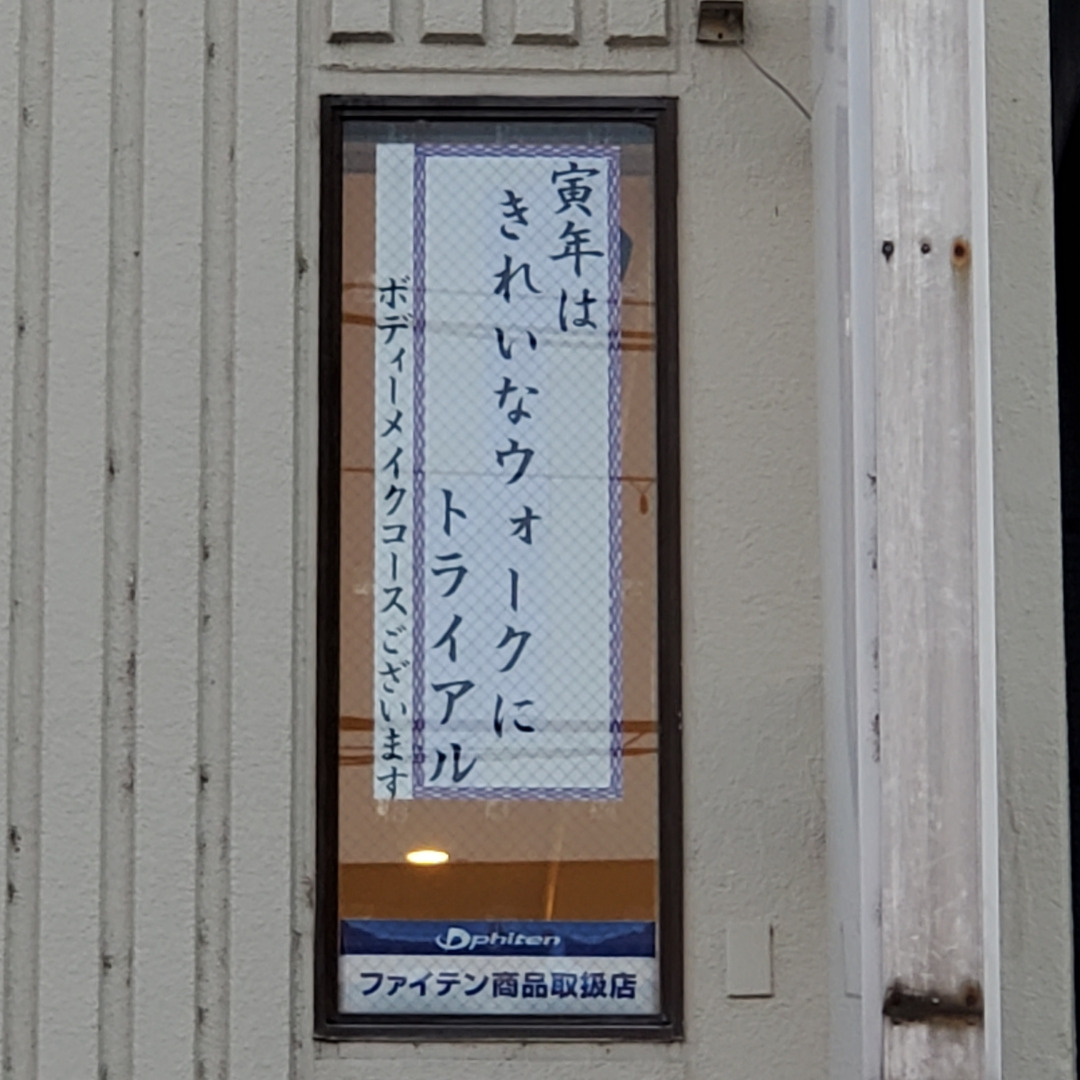 寅年は
きれいなウォークに
トライアル
ボディーメイクコースございます
phiten
ファイテン商品取扱店